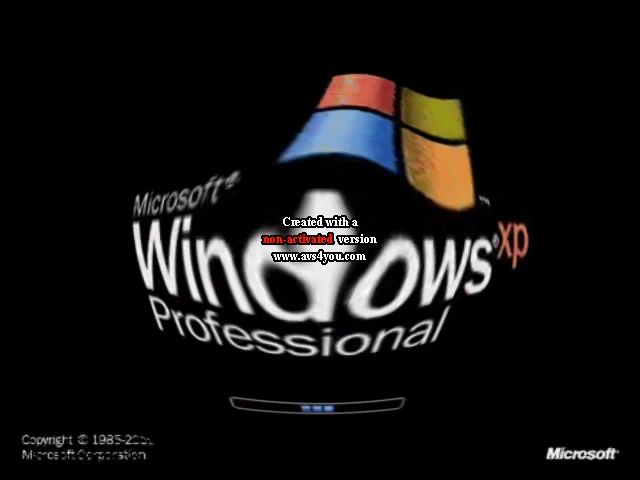 Microsoft®
Windows® xp
Professional
Created with a
non-activated version
www.avs4you.com
Copyright © 1985-
Microsoft Corporation
Microsoft®